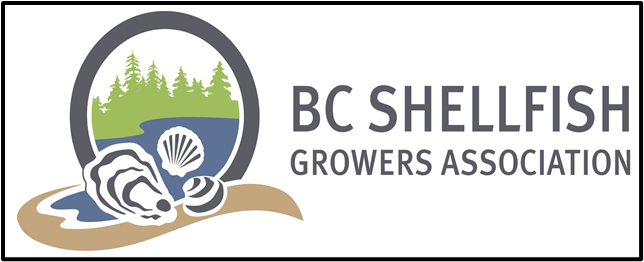 BC SHELLFISH
GROWERS ASSOCIATION